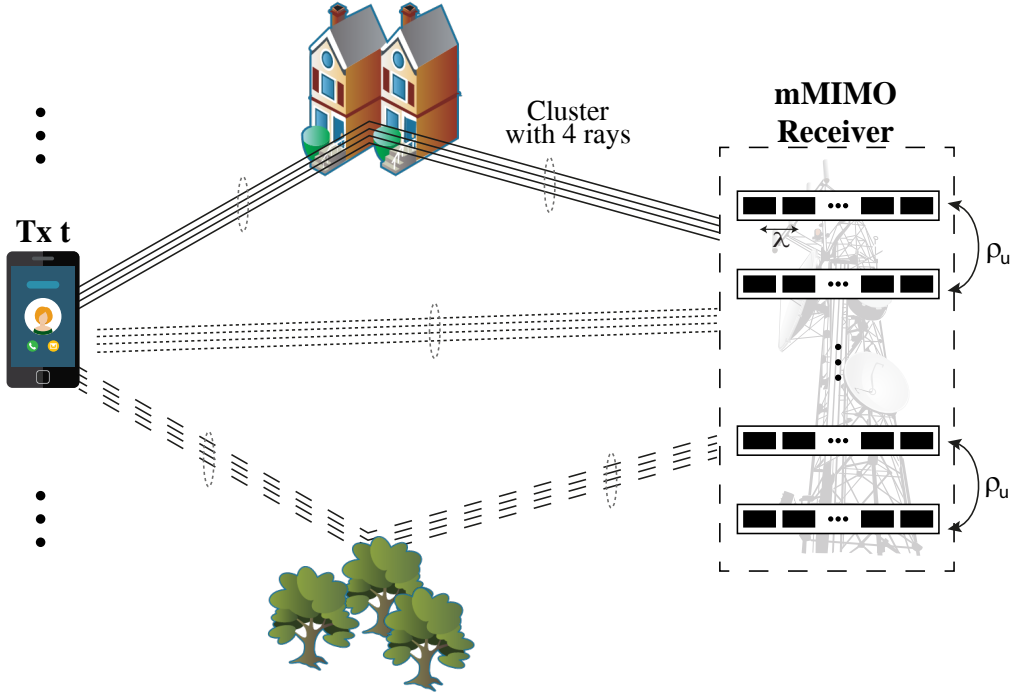 Cluster
with 4 rays
mMIMO
Receiver
Tx t
λ
ρu
ρu